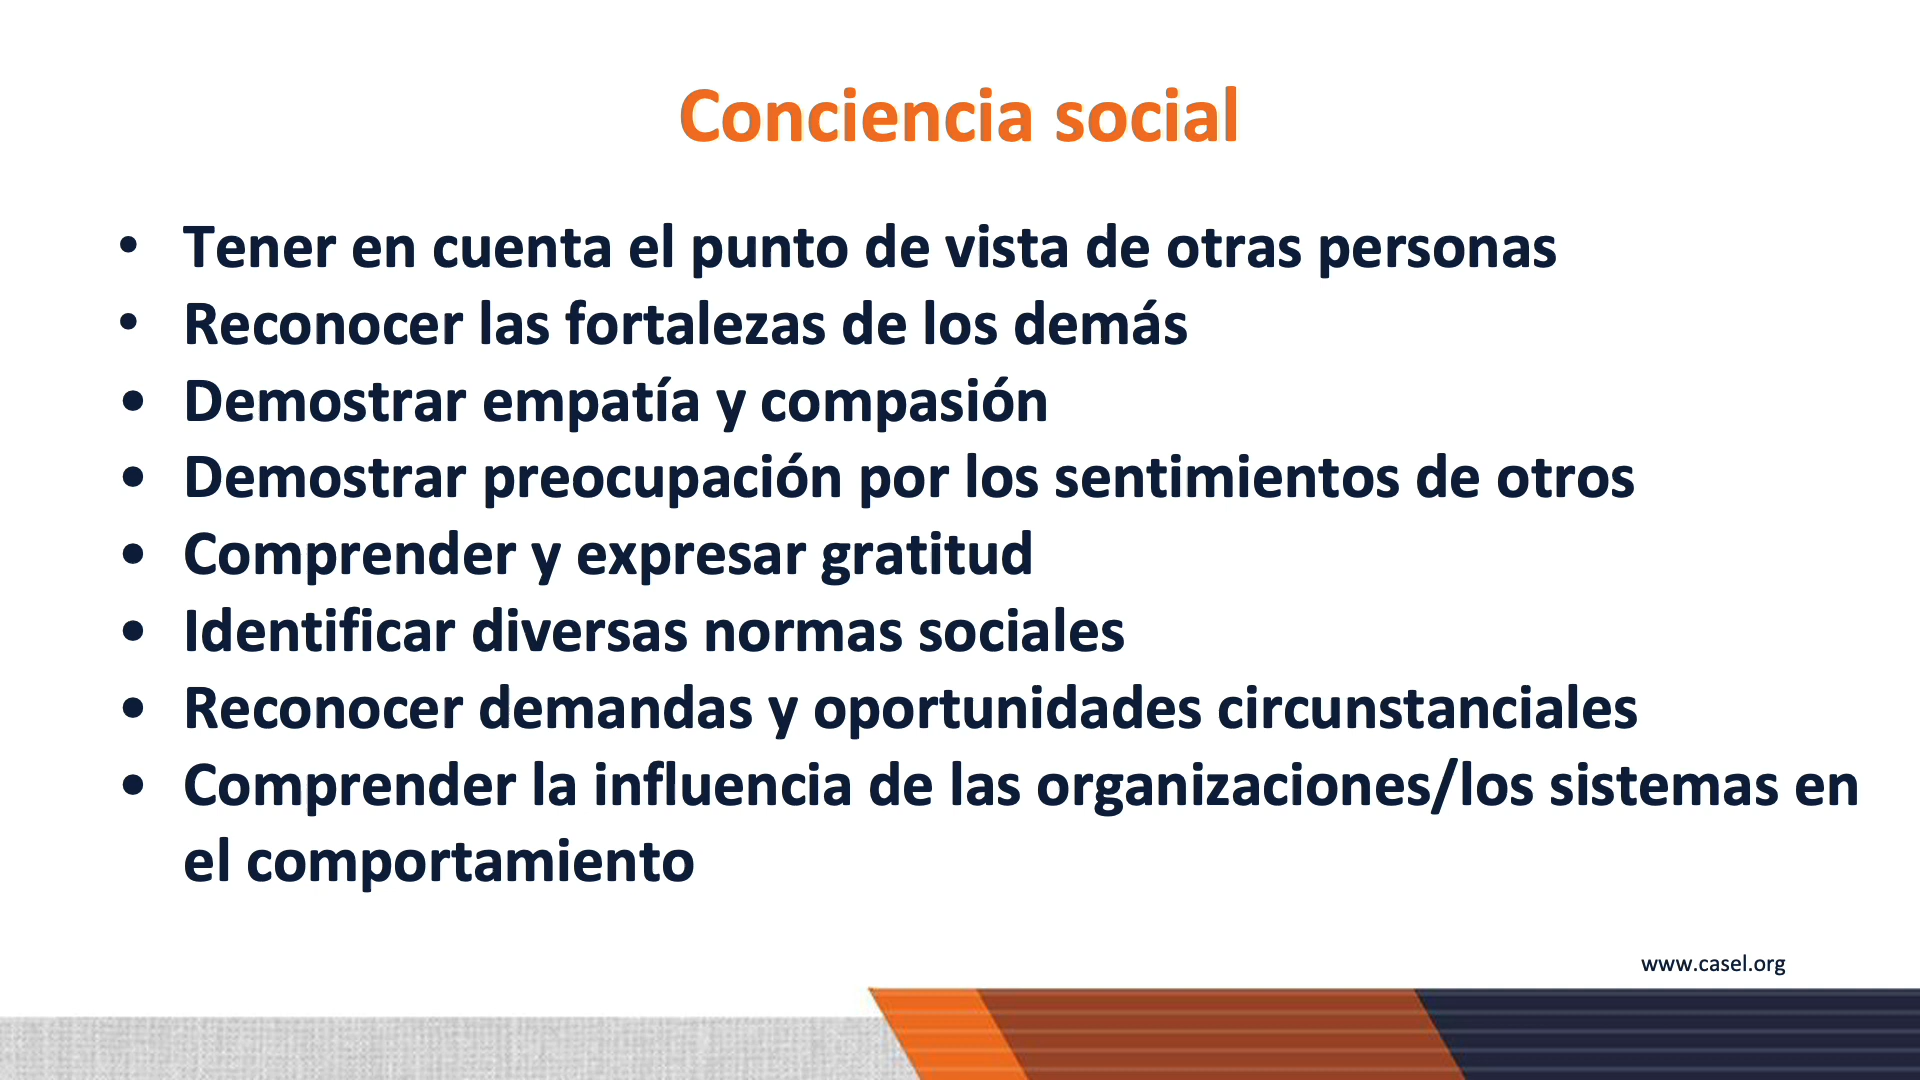 Conciencia social
• Tener en cuenta el punto de vista de otras personas
• Reconocer las fortalezas de los demás
• Demostrar empatía y compasión
• Demostrar preocupación por los sentimientos de otros
• Comprender y expresar gratitud
• Identificar diversas normas sociales
• Reconocer demandas y oportunidades circunstanciales
• Comprender la influencia de las organizaciones/los sistemas en
el comportamiento
www.casel.org